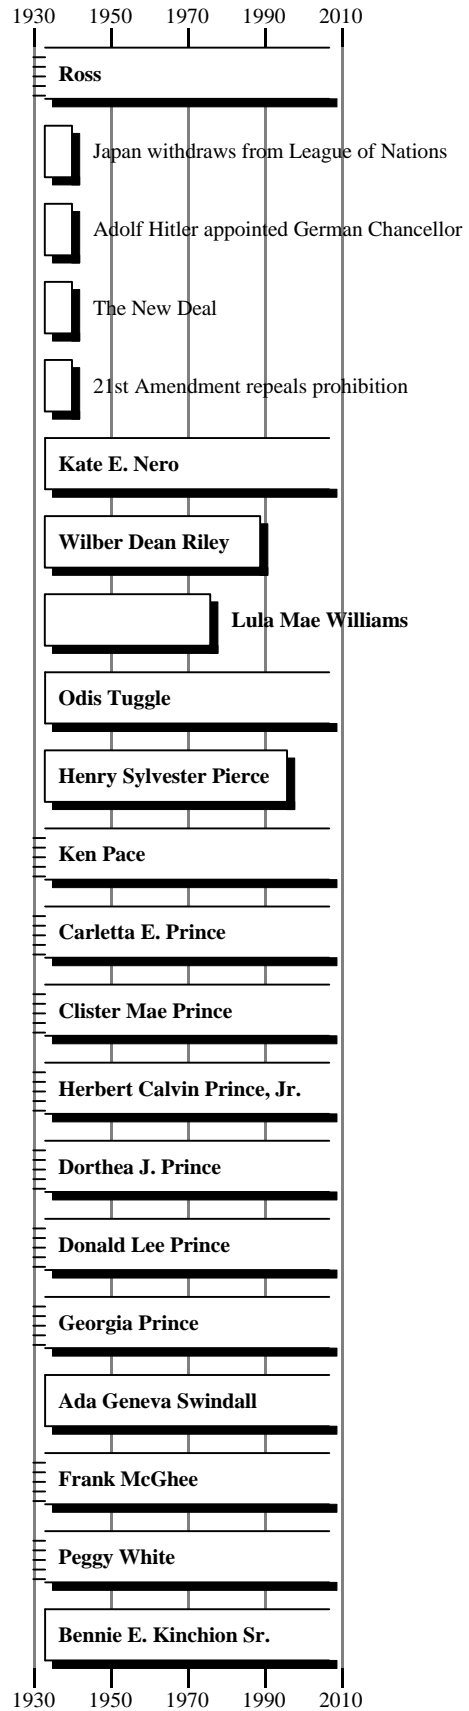 1930 1950 1970 1990 2010
Ross
Japan withdraws from League of Nations
Adolf Hitler appointed German Chancellor
The New Deal
21st Amendment repeals prohibition
Kate E. Nero
Wilber Dean Riley
Lula Mae Williams
Odis Tuggle
Henry Sylvester Pierce
Ken Pace
Carletta E. Prince
Clister Mae Prince
Herbert Calvin Prince, Jr.
Dorthea J. Prince
Donald Lee Prince
Georgia Prince
Ada Geneva Swindall
Frank McGhee
Peggy White
Bennie E. Kinchion Sr.
1930 1950 1970 1990 2010